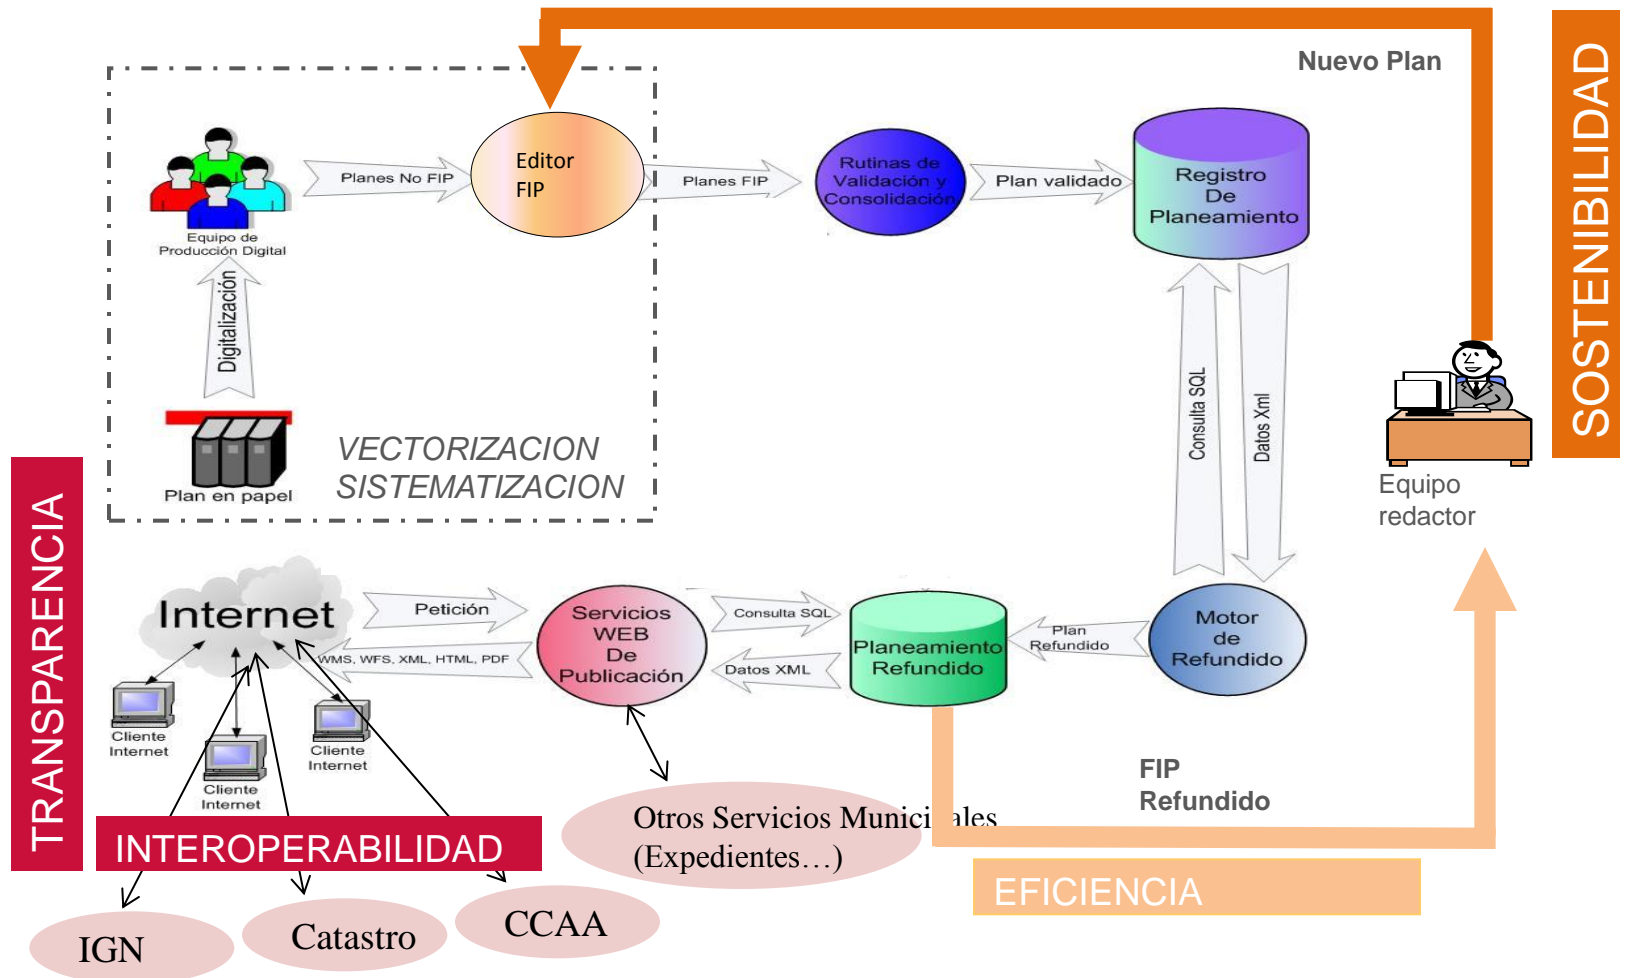 Nuevo Plan
SOSTENIBILIDAD
Editor
FIP
Planes No FIP
Planes FIP
Rutinas de
Validación y
Consolidación
Plan validado
Registro
De
Planeamiento
Equipo de
Producción Digital
Digitalización
Plan en papel
VECTORIZACION
SISTEMATIZACION
Consulta SQL
Datos Xml
Equipo
redactor
TRANSPARENCIA
Internet
Petición
WMS, WFS, XML, HTML, PDF
Servicios
WEB
De
Publicación
Consulta SQL
Datos XML
Planeamiento
Refundido
Plan
Refundido
Motor
de
Refundido
Cliente
Internet
Cliente
Internet
Cliente
Internet
FIP
Refundido
Otros Servicios Municipales
(Expedientes…)
INTEROPERABILIDAD
EFICIENCIA
IGN
Catastro
CCAA